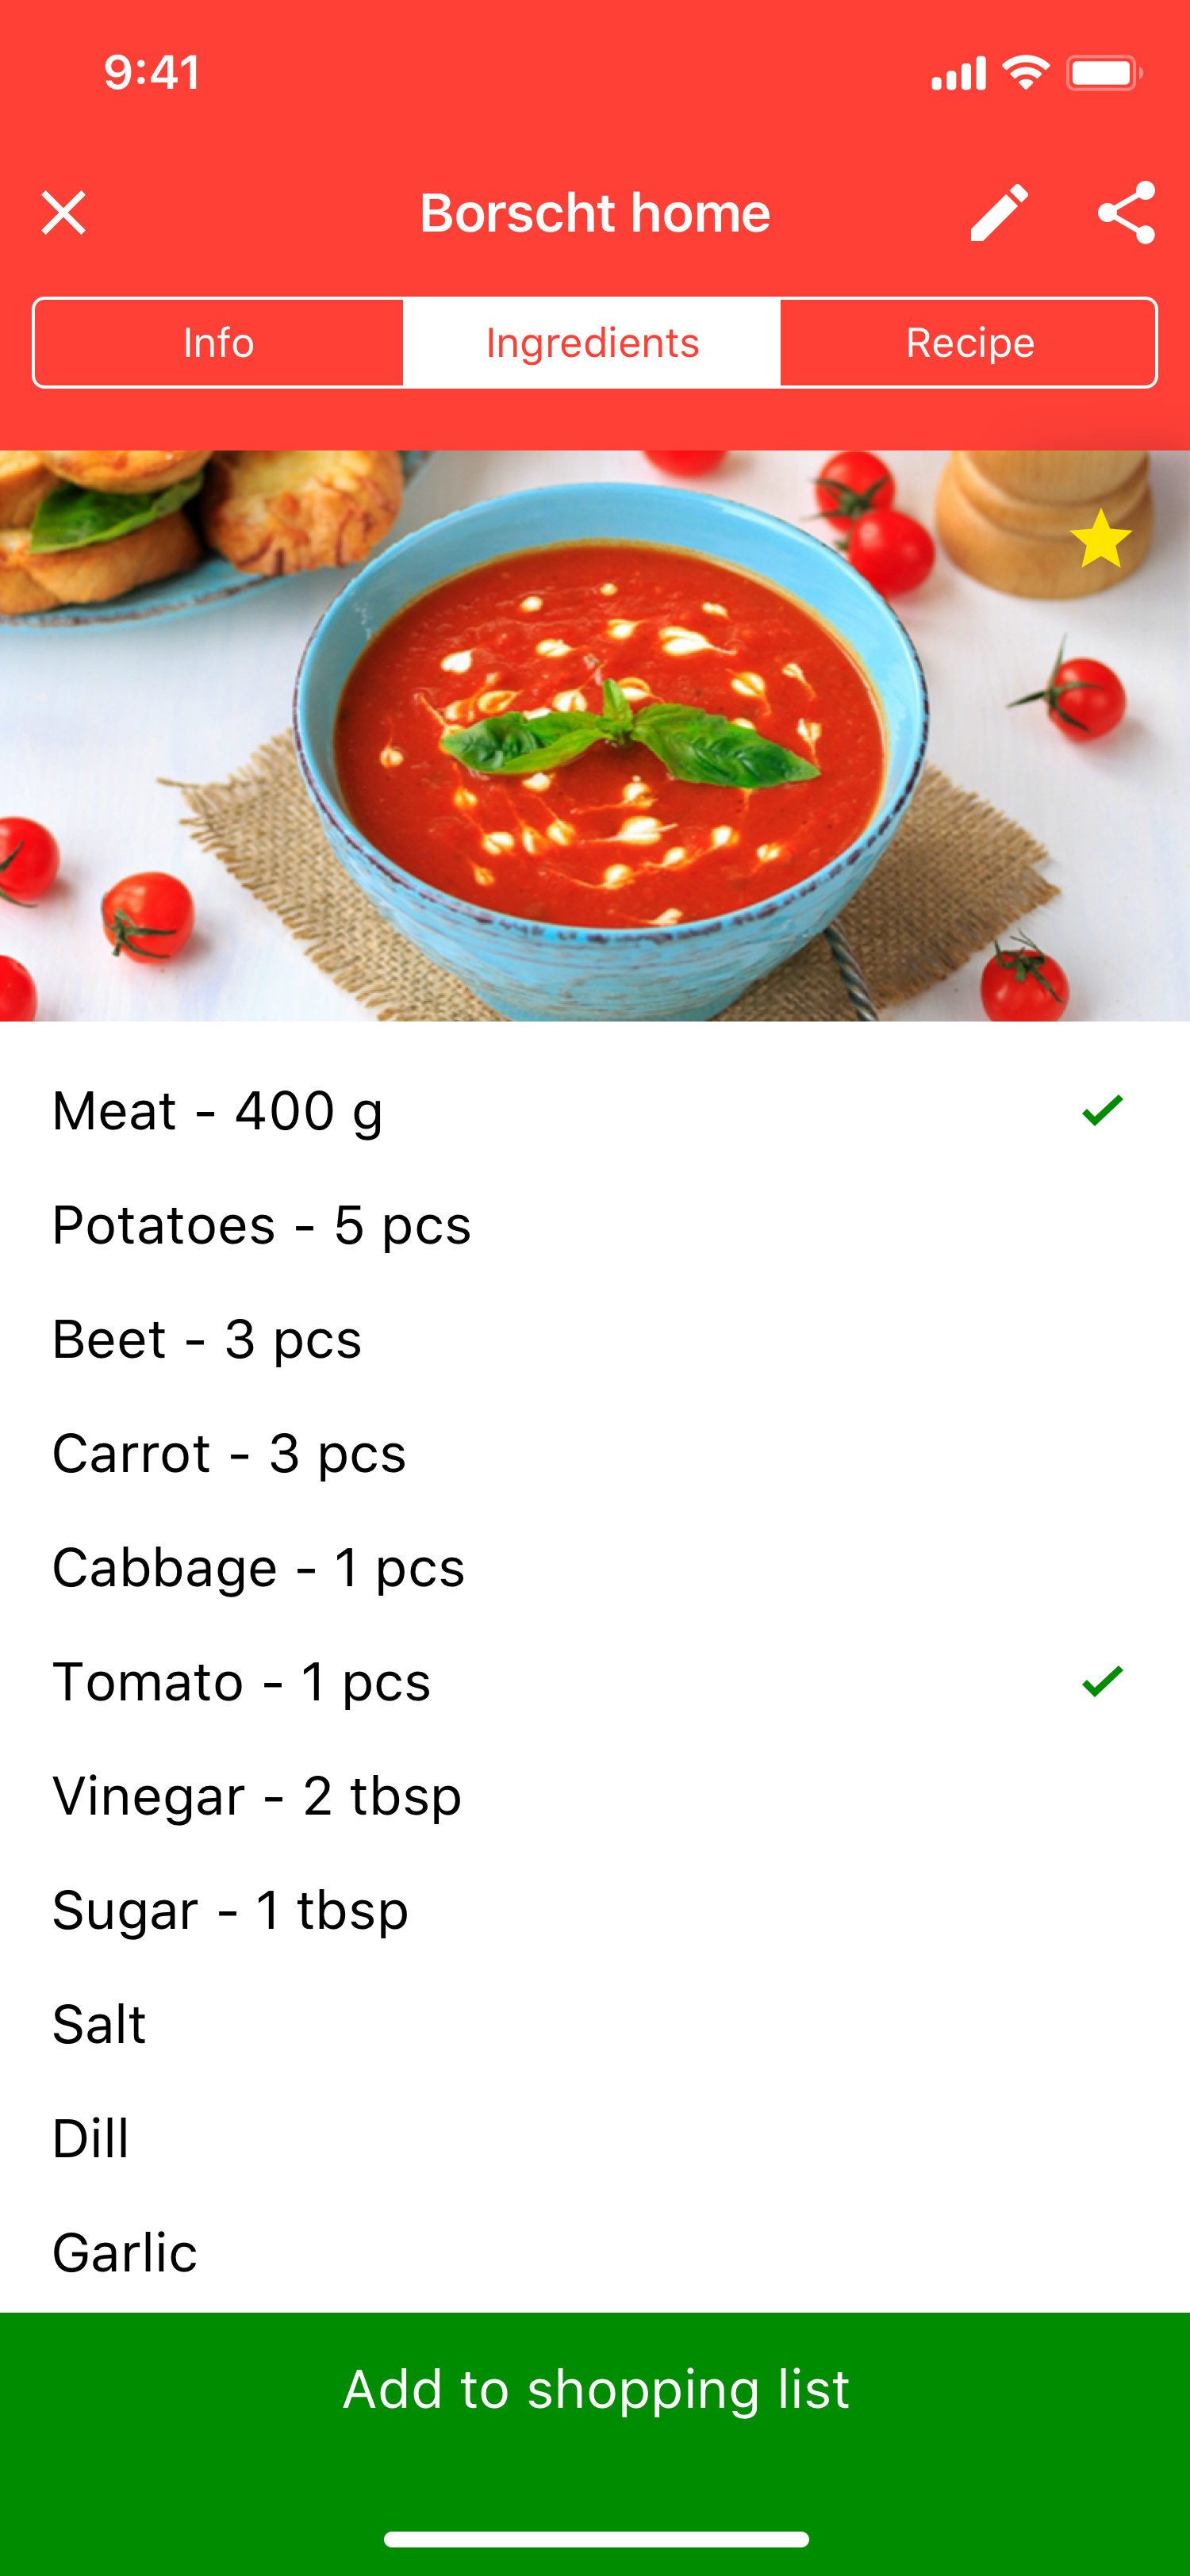 9:41
Borscht home
Info
Ingredients
Recipe
Meat - 400 g
Potatoes - 5 pcs
Beet - 3 pcs
Carrot - 3 pcs
Cabbage - 1 pcs
Tomato - 1 pcs
Vinegar - 2 tbsp
Sugar - 1 tbsp
Salt
Dill
Garlic
Add to shopping list